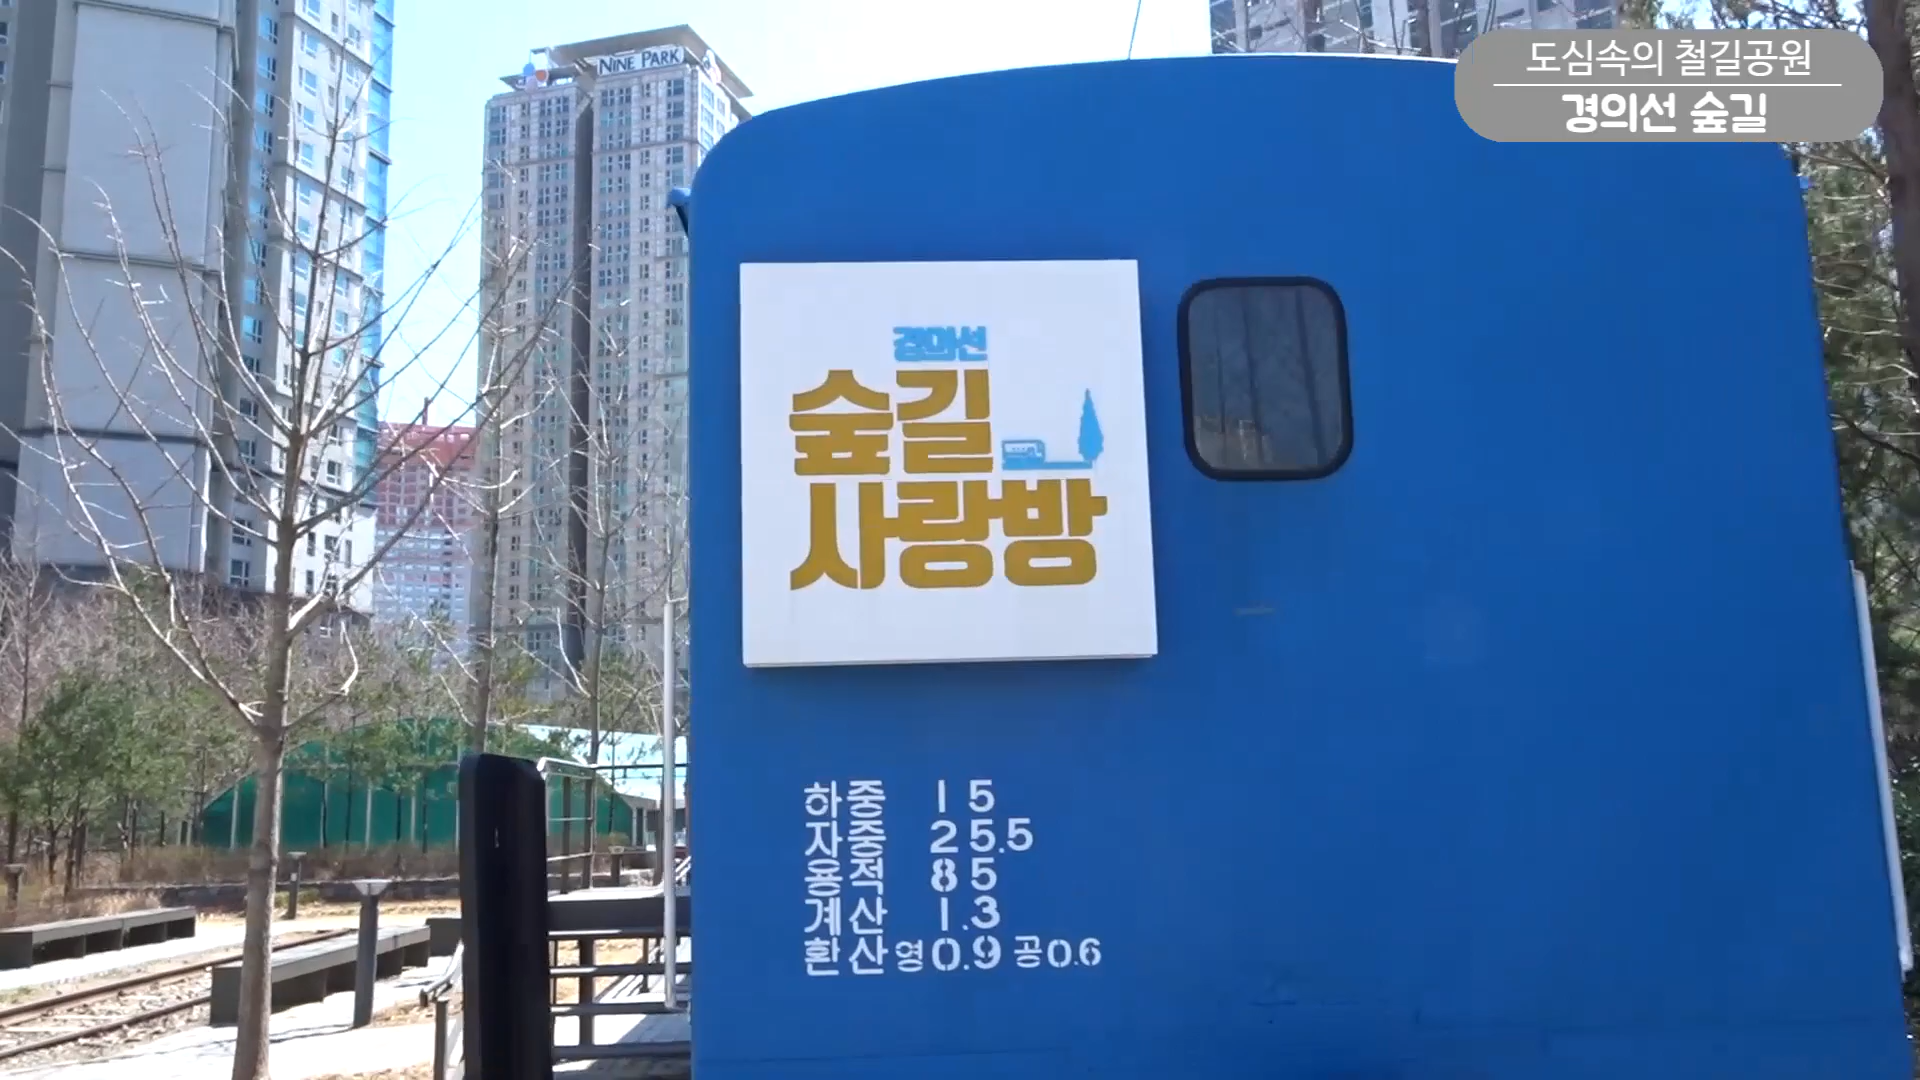 도심속의 철길공원
경의선 숲길
NINE PARK
경의선
숲길
사랑방
하중 15
자중 25.5
용적 85
계산 1.3
환산 영0.9 공0.6